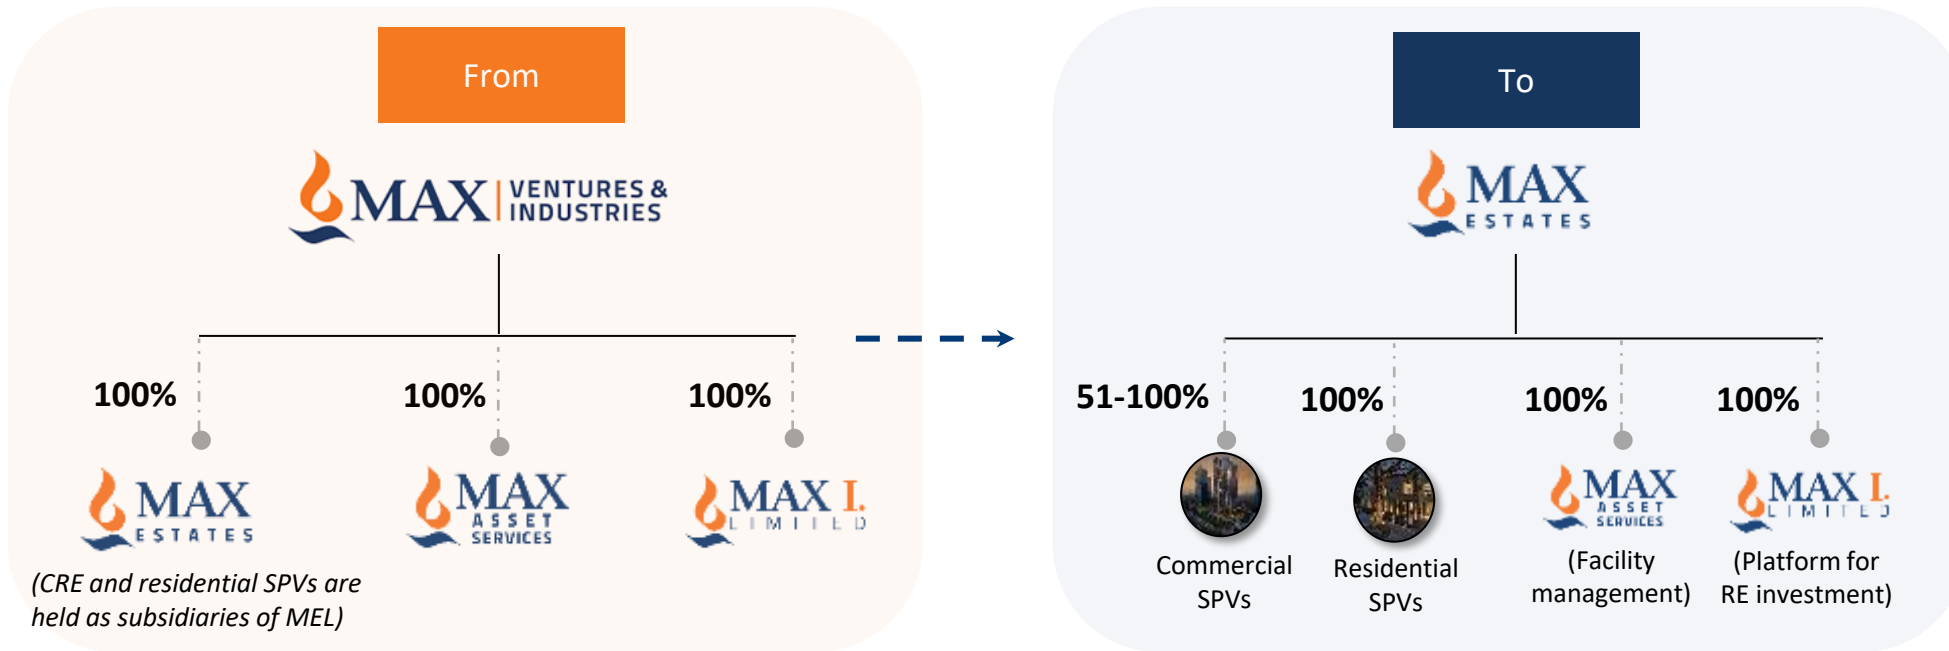 From
MAX | VENTURES &
INDUSTRIES
100%
100%
100%
MAX
ESTATES
MAX
ASSET
SERVICES
MAX I.
LIMITED
(CRE and residential SPVs are
held as subsidiaries of MEL)
To
MAX
ESTATES
51-100%
100%
100%
100%
Commercial
SPVs
Residential
SPVs
MAX
ASSET
SERVICES
(Facility
management)
MAX I.
LIMITED
(Platform for
RE investment)